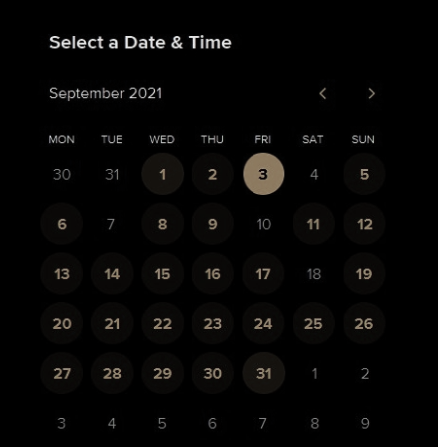 Select a Date & Time
September 2021
MON TUE WED THU FRI SAT SUN
30 31 1 2 3 4 5
6 7 8 9 10 11 12
13 14 15 16 17 18 19
20 21 22 23 24 25 26
27 28 29 30 31 1 2
3 4 5 6 7 8 9